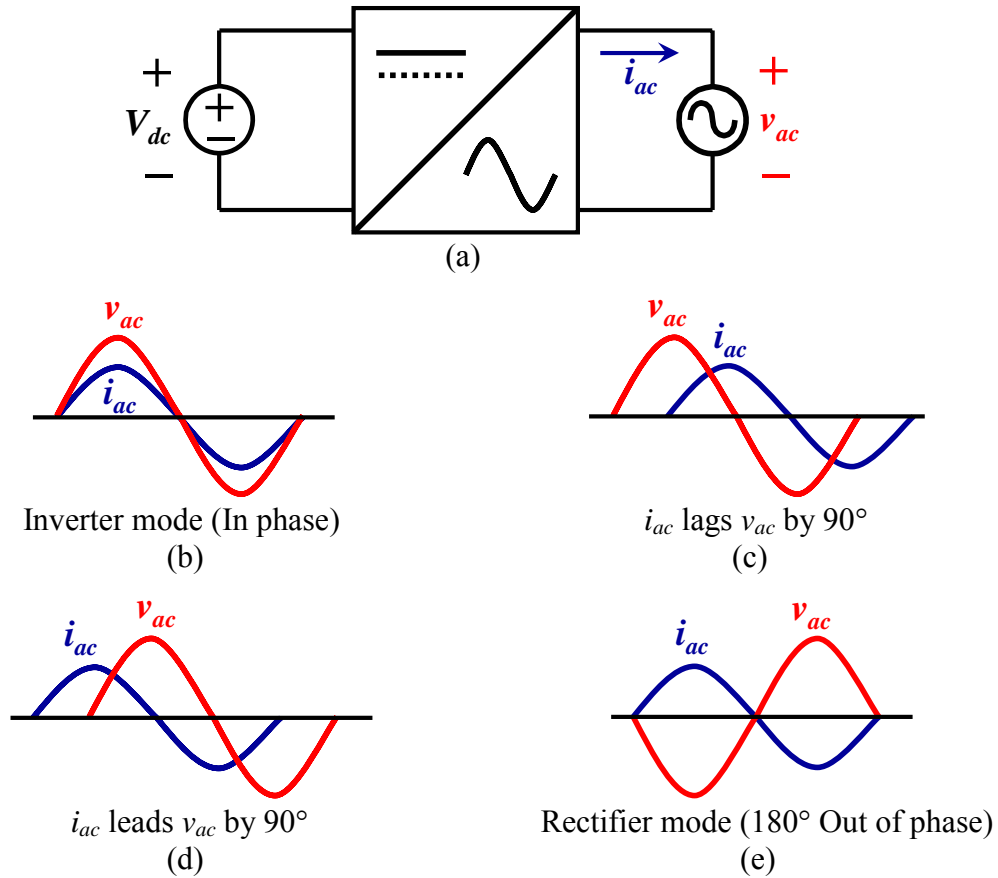 +
V_dc
−
+
−
i_ac
+
v_ac
−
(a)
v_ac
i_ac
Inverter mode (In phase)
(b)
v_ac
i_ac
i_ac lags v_ac by 90°
(c)
v_ac
i_ac
i_ac leads v_ac by 90°
(d)
v_ac
i_ac
Rectifier mode (180° Out of phase)
(e)